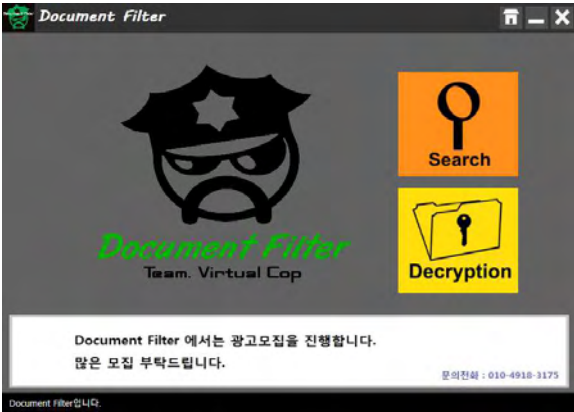 Document Filter
Search
Document Filter
Team. Virtual Cop
Decryption
Document Filter 에서는 광고모집을 진행합니다.
많은 모집 부탁드립니다.
문의전화 : 010-4918-3175
Document Filter입니다.